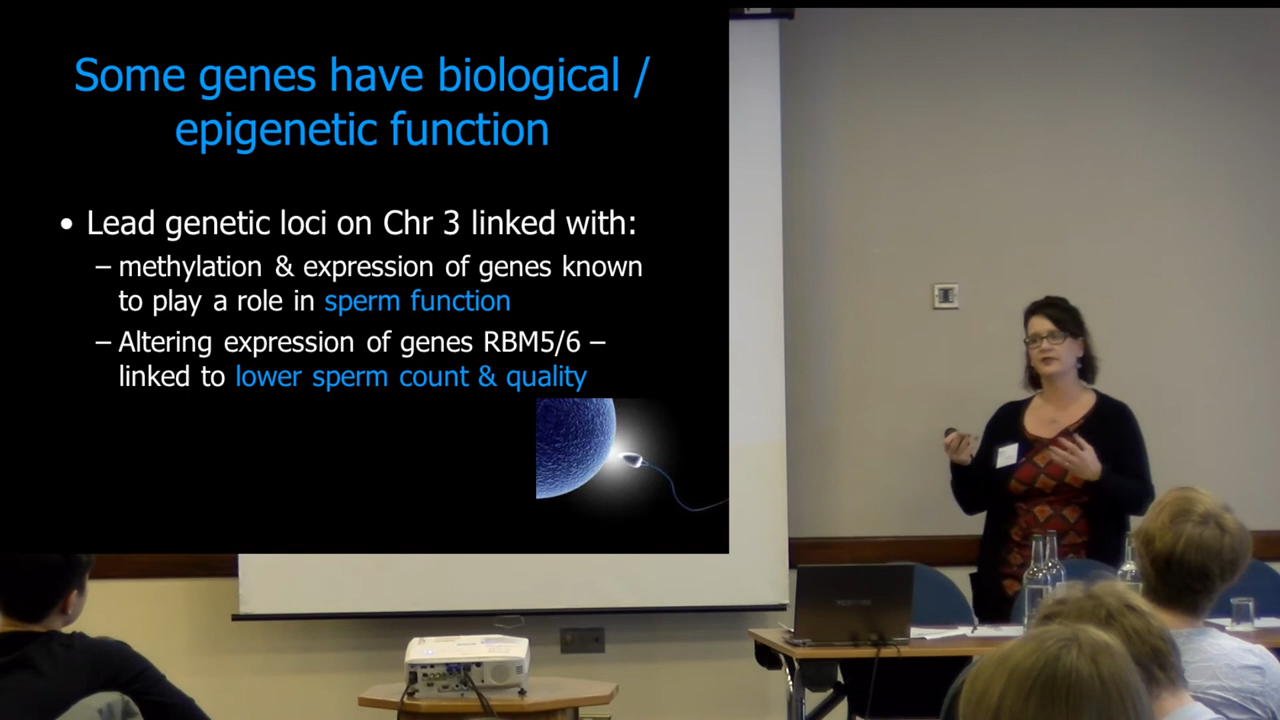 Some genes have biological /
epigenetic function
• Lead genetic loci on Chr 3 linked with:
– methylation & expression of genes known
to play a role in sperm function
– Altering expression of genes RBM5/6 –
linked to lower sperm count & quality